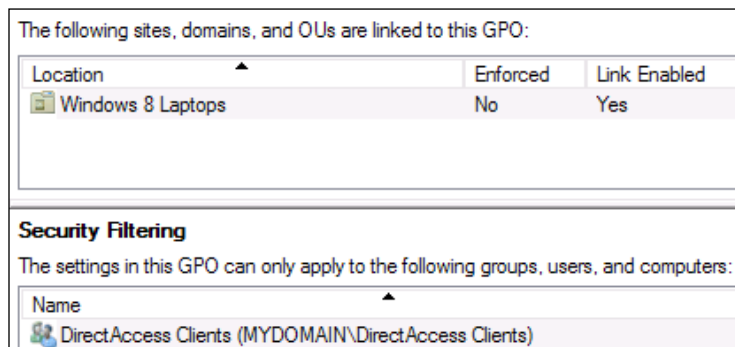 The following sites, domains, and OUs are linked to this GPO:
Location Enforced Link Enabled
Windows 8 Laptops No Yes
Security Filtering
The settings in this GPO can only apply to the following groups, users, and computers:
Name
DirectAccess Clients (MYDOMAIN\DirectAccess Clients)